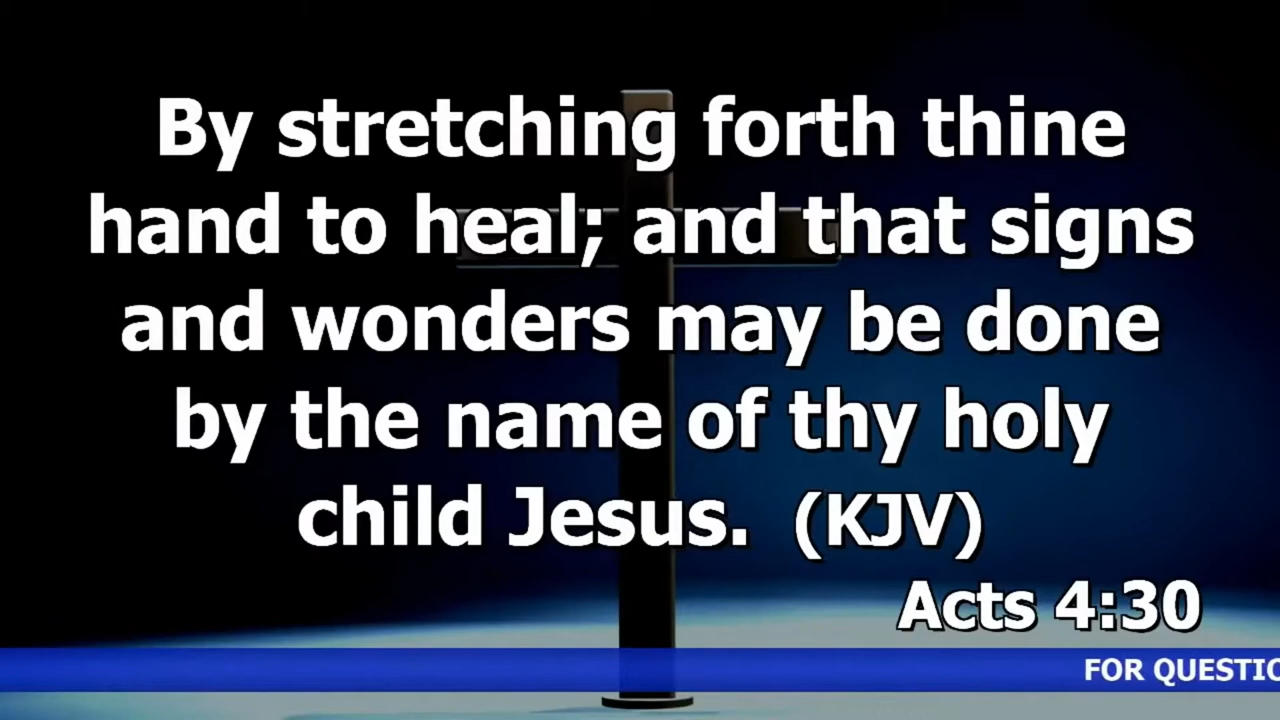 By stretching forth thine
hand to heal; and that signs
and wonders may be done
by the name of thy holy
child Jesus. (KJV)
Acts 4:30
FOR